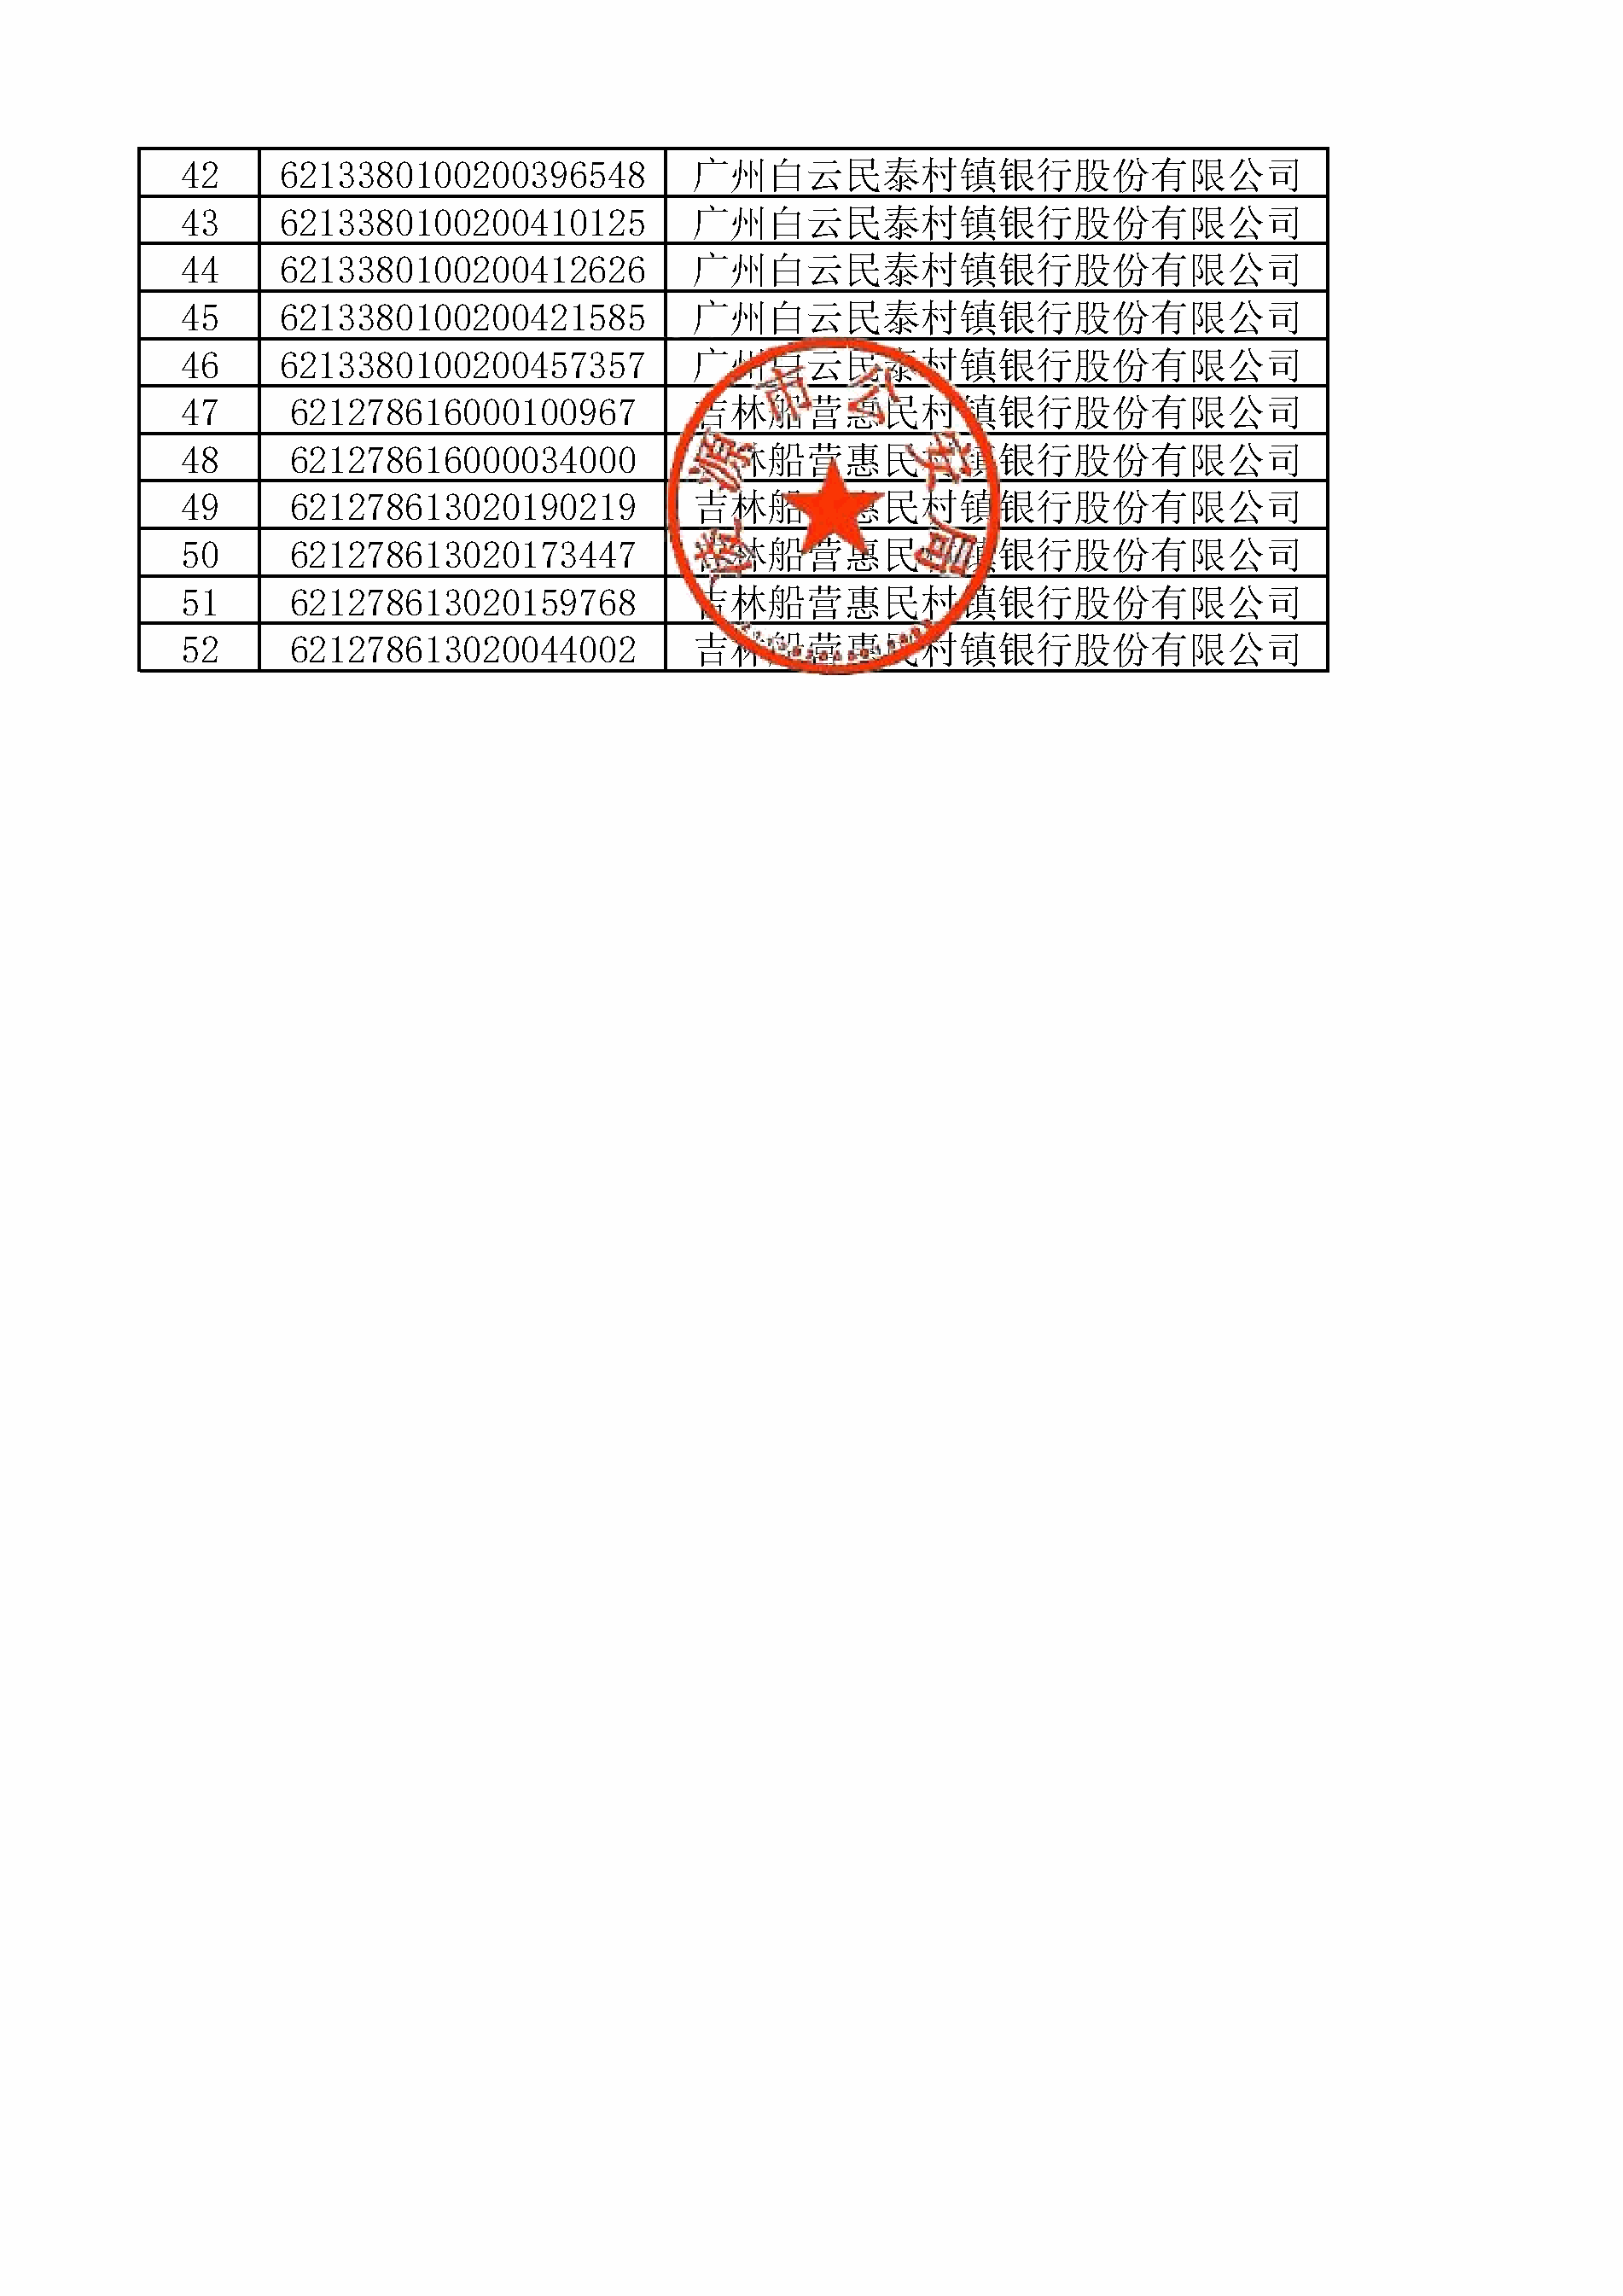 42 6213380100200396548 广州白云民泰村镇银行股份有限公司
43 6213380100200410125 广州白云民泰村镇银行股份有限公司
44 6213380100200412626 广州白云民泰村镇银行股份有限公司
45 6213380100200421585 广州白云民泰村镇银行股份有限公司
46 6213380100200457357 广州白云民泰村镇银行股份有限公司
47 621278616000100967 吉林船营惠民村镇银行股份有限公司
48 621278616000034000 吉林船营惠民村镇银行股份有限公司
49 621278613020190219 吉林船营惠民村镇银行股份有限公司
50 621278613020173447 吉林船营惠民村镇银行股份有限公司
51 621278613020159768 吉林船营惠民村镇银行股份有限公司
52 621278613020044002 吉林船营惠民村镇银行股份有限公司
凌源市公安局